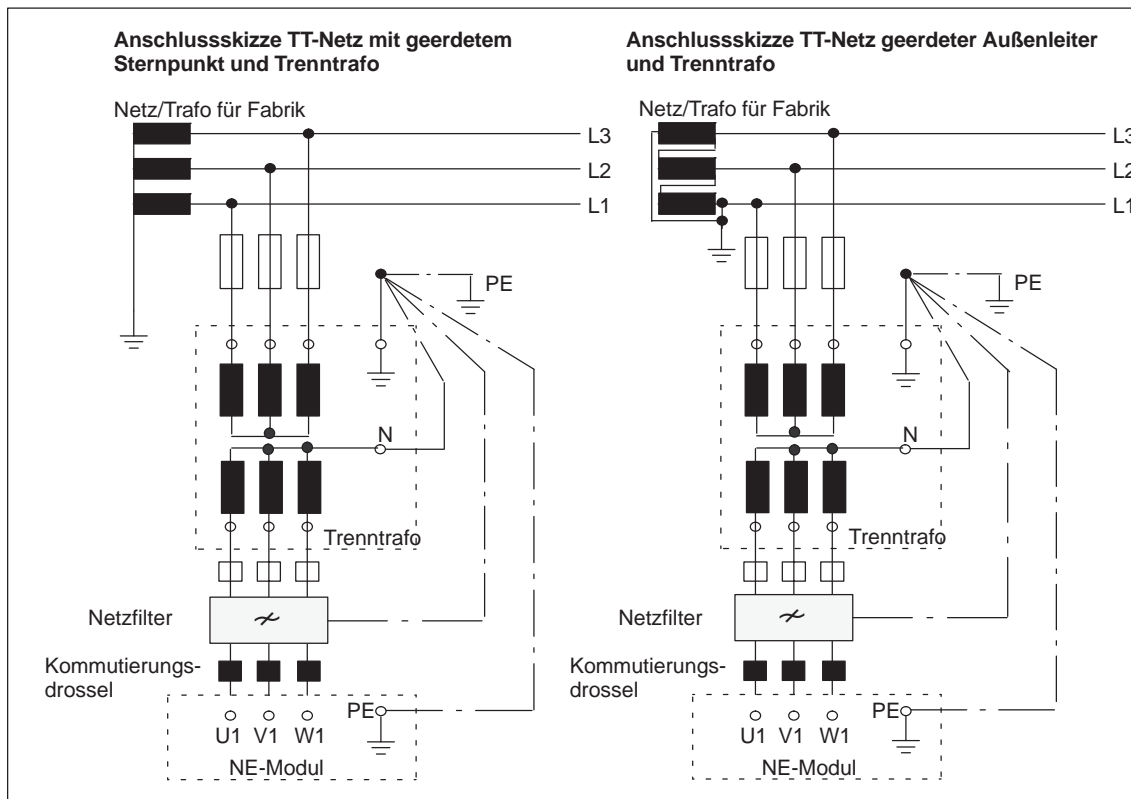 Anschlussskizze TT-Netz mit geerdetem
Sternpunkt und Trenntrafo
Netz/Trafo für Fabrik
L3
L2
L1
PE
N
Trenntrafo
Netzfilter
Kommutierungs-
drossel
PE
U1 V1 W1
NE-Modul
Anschlussskizze TT-Netz geerdeter Außenleiter
und Trenntrafo
Netz/Trafo für Fabrik
L3
L2
L1
PE
N
Trenntrafo
Netzfilter
Kommutierungs-
drossel
PE
U1 V1 W1
NE-Modul